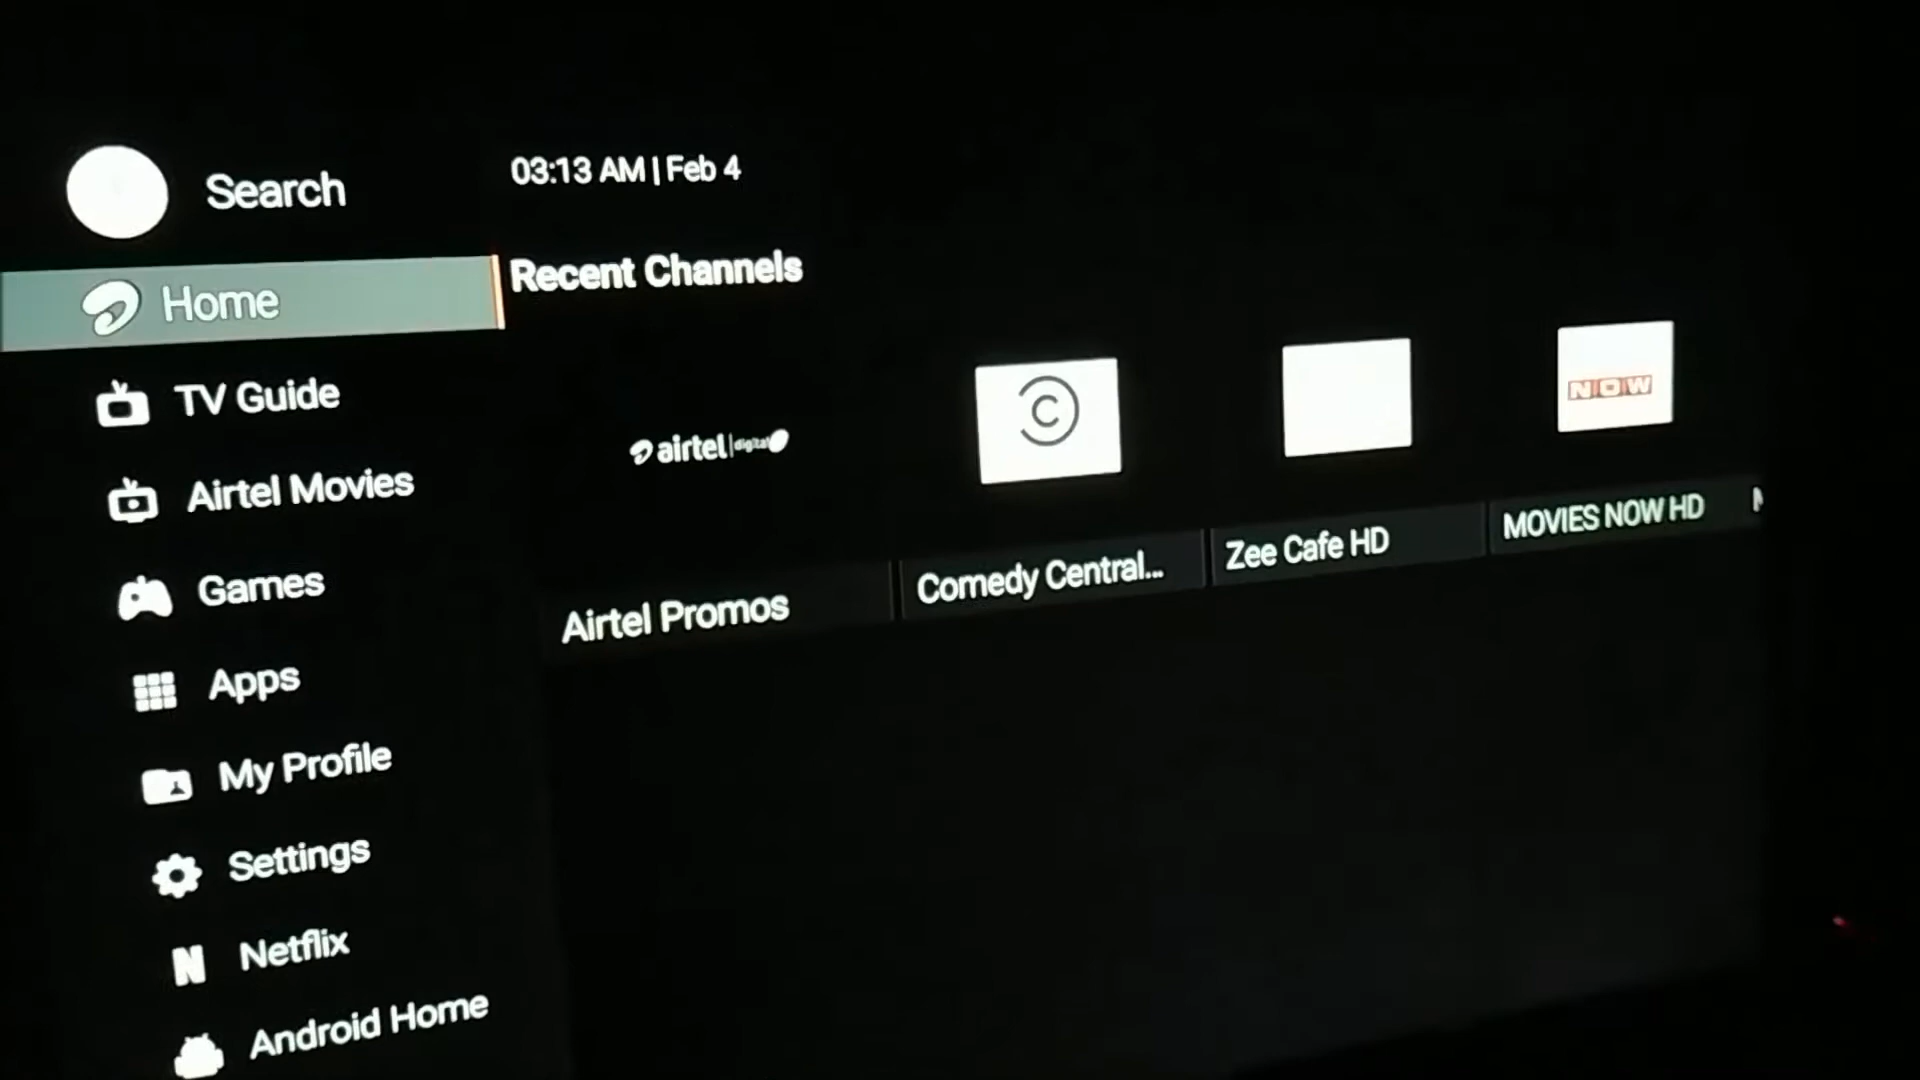 Search
Home
TV Guide
Airtel Movies
Games
Apps
My Profile
Settings
Netflix
Android Home
03:13 AM | Feb 4
Recent Channels
airtel digital
NOW
Airtel Promos
Comedy Central...
Zee Cafe HD
MOVIES NOW HD